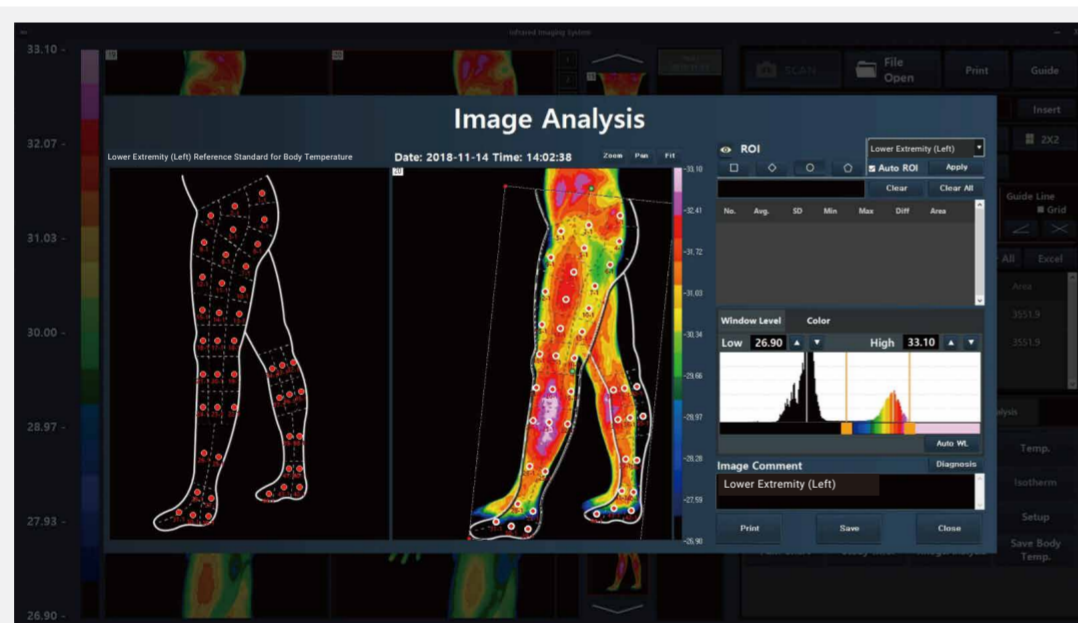 Infrared Imaging System
33.10 -
32.07 -
31.03 -
30.00 -
28.97 -
27.93 -
26.90 -
19
20
SCAN
File Open
Print
Guide
Insert
2X2
Guide Line
Grid
All
Excel
Area
3551.9
3551.9
Temp.
Isotherm
Setup
Save Body Temp.
Image Analysis
Lower Extremity (Left) Reference Standard for Body Temperature
Date: 2018-11-14 Time: 14:02:38
Zoom
Pan
Fit
20
-33.10
-32.41
-31.72
-31.03
-30.34
-29.66
-28.97
-28.28
-27.59
-26.90
ROI
Lower Extremity (Left)
Auto ROI
Apply
Clear
Clear All
No. Avg. SD Min Max Diff Area
Window Level
Color
Low 26.90
High 33.10
Auto WL
Image Comment
Diagnosis
Lower Extremity (Left)
Print
Save
Close